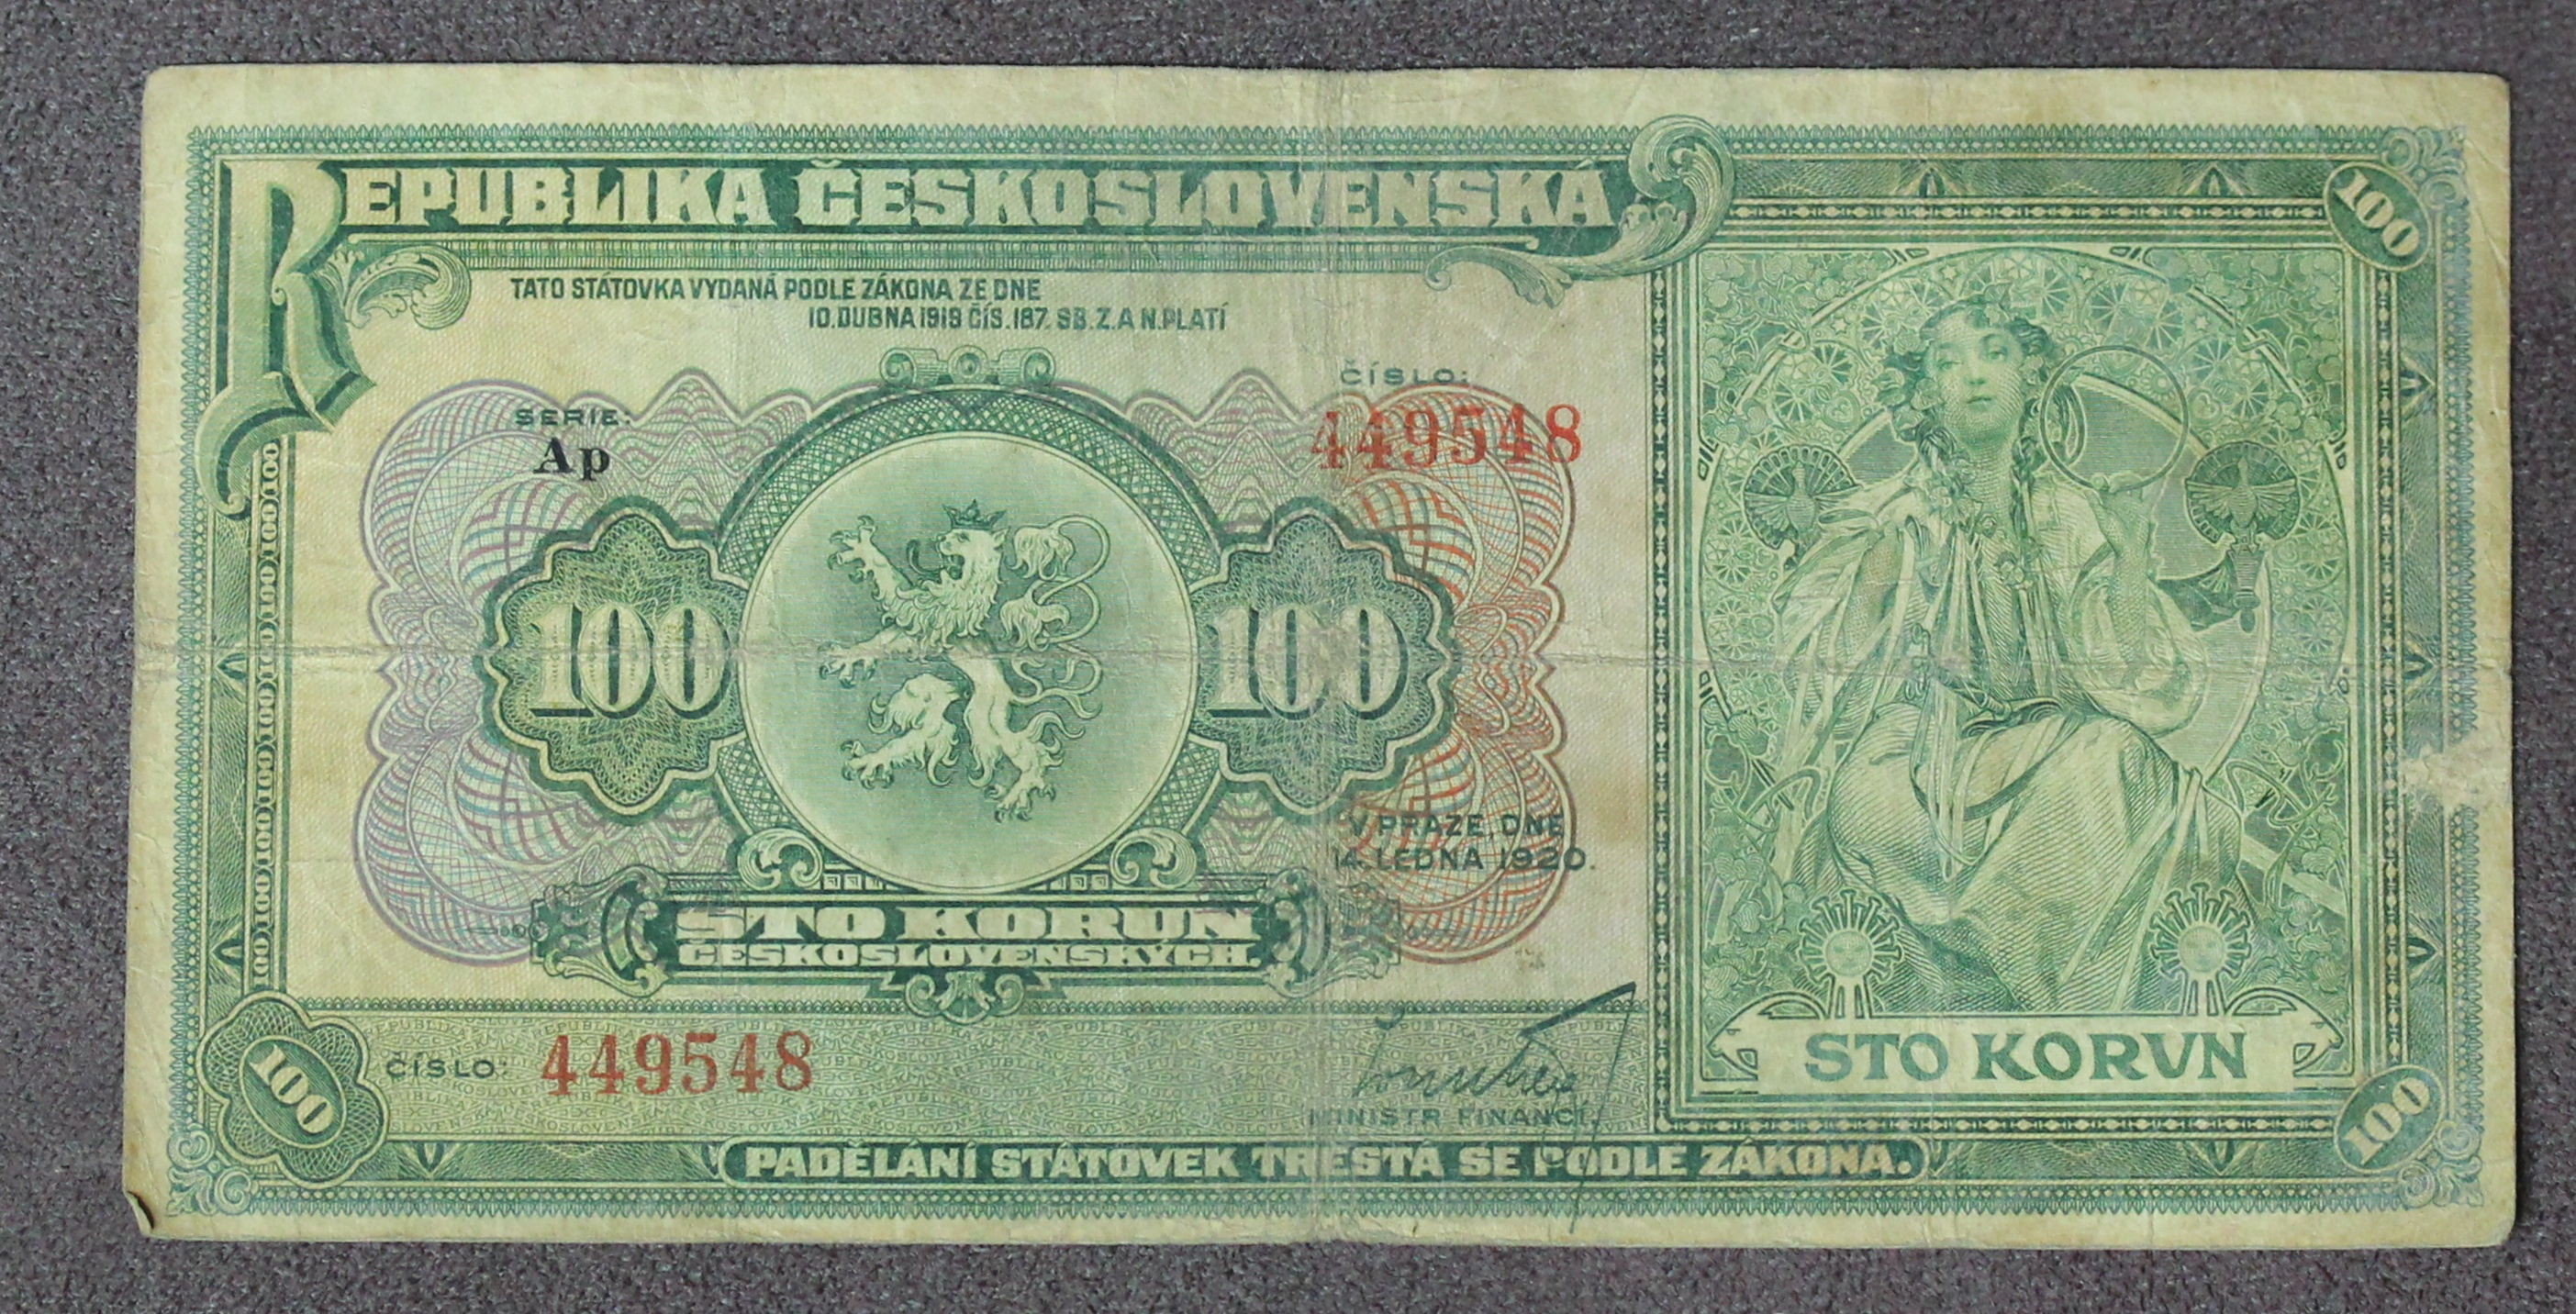 REPUBLIKA ČESKOSLOVENSKÁ
TATO STÁTOVKA VYDANÁ PODLE ZÁKONA ZE DNE
10. DUBNA 1919 ČÍS. 187. SB. Z. A N. PLATÍ
100
SERIE:
Ap
ČÍSLO:
449548
100
100
V PRAZE, DNE
14. LEDNA 1920.
STO KORUN
ČESKOSLOVENSKÝCH.
100
ČÍSLO: 449548
MINISTR FINANCÍ.
STO KORVN
100
PADĚLÁNÍ STÁTOVEK TRESTÁ SE PODLE ZÁKONA.